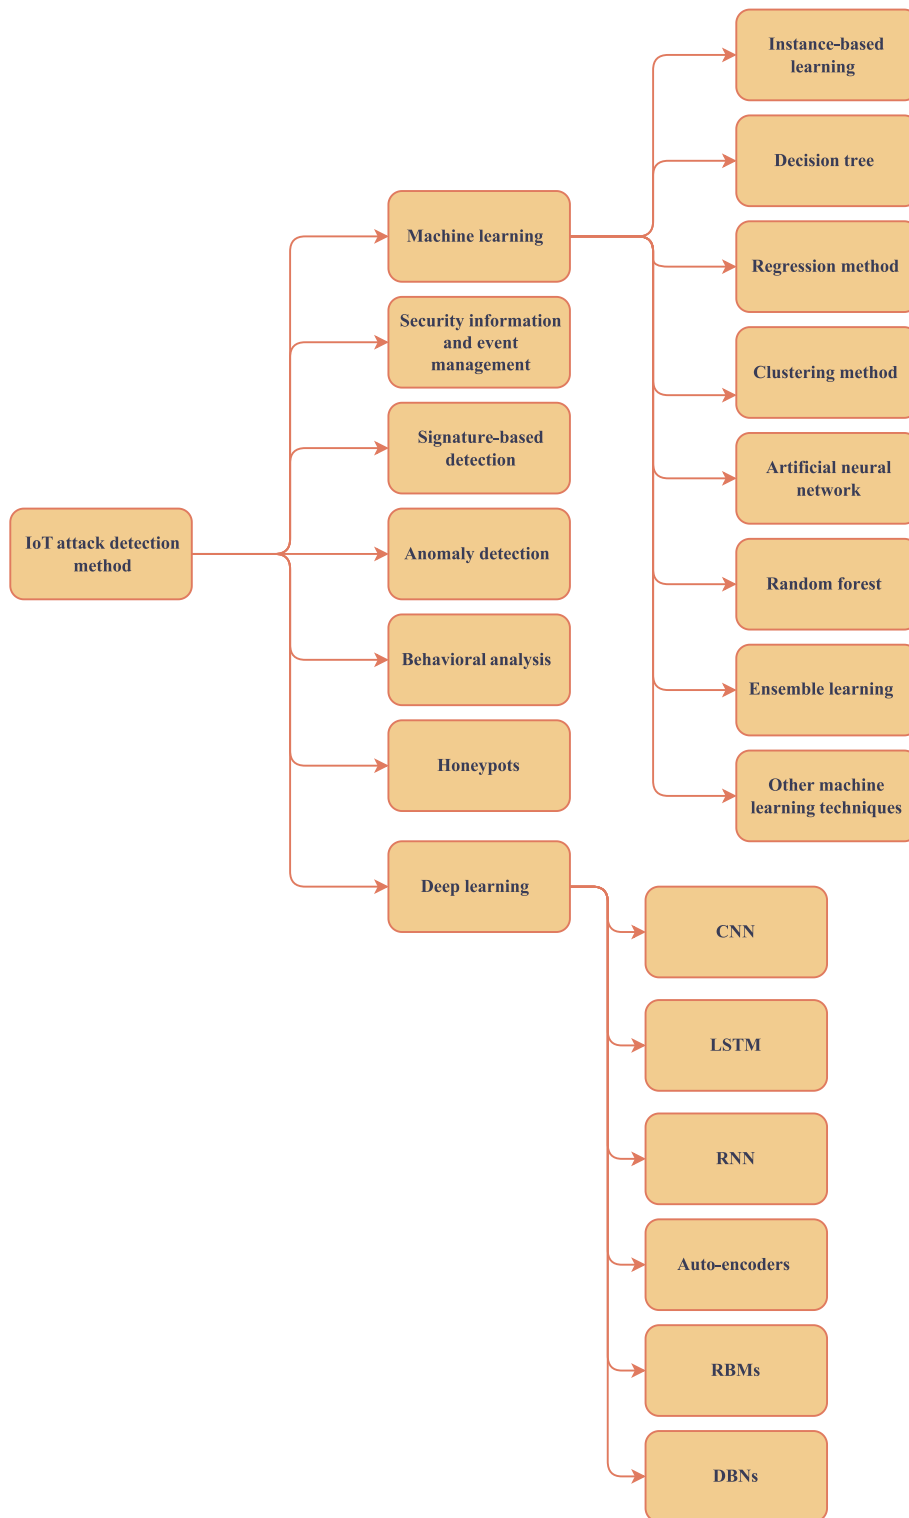 IoT attack detection
method
Machine learning
Security information
and event
management
Signature-based
detection
Anomaly detection
Behavioral analysis
Honeypots
Deep learning
Instance-based
learning
Decision tree
Regression method
Clustering method
Artificial neural
network
Random forest
Ensemble learning
Other machine
learning techniques
CNN
LSTM
RNN
Auto-encoders
RBMs
DBNs